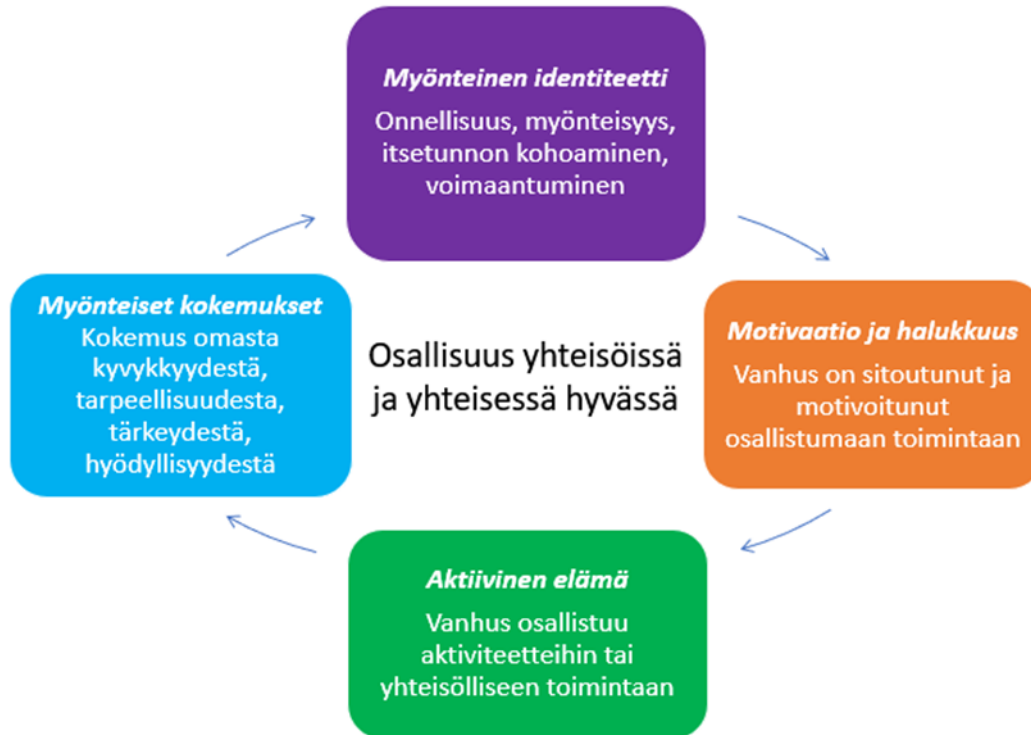 Myönteinen identiteetti
Onnellisuus, myönteisyys,
itsetunnon kohoaminen,
voimaantuminen
Myönteiset kokemukset
Kokemus omasta
kyvykkyydestä,
tarpeellisuudesta,
tärkeydestä,
hyödyllisyydestä
Osallisuus yhteisöissä
ja yhteisessä hyvässä
Motivaatio ja halukkuus
Vanhus on sitoutunut ja
motivoitunut
osallistumaan toimintaan
Aktiivinen elämä
Vanhus osallistuu
aktiviteetteihin tai
yhteisölliseen toimintaan